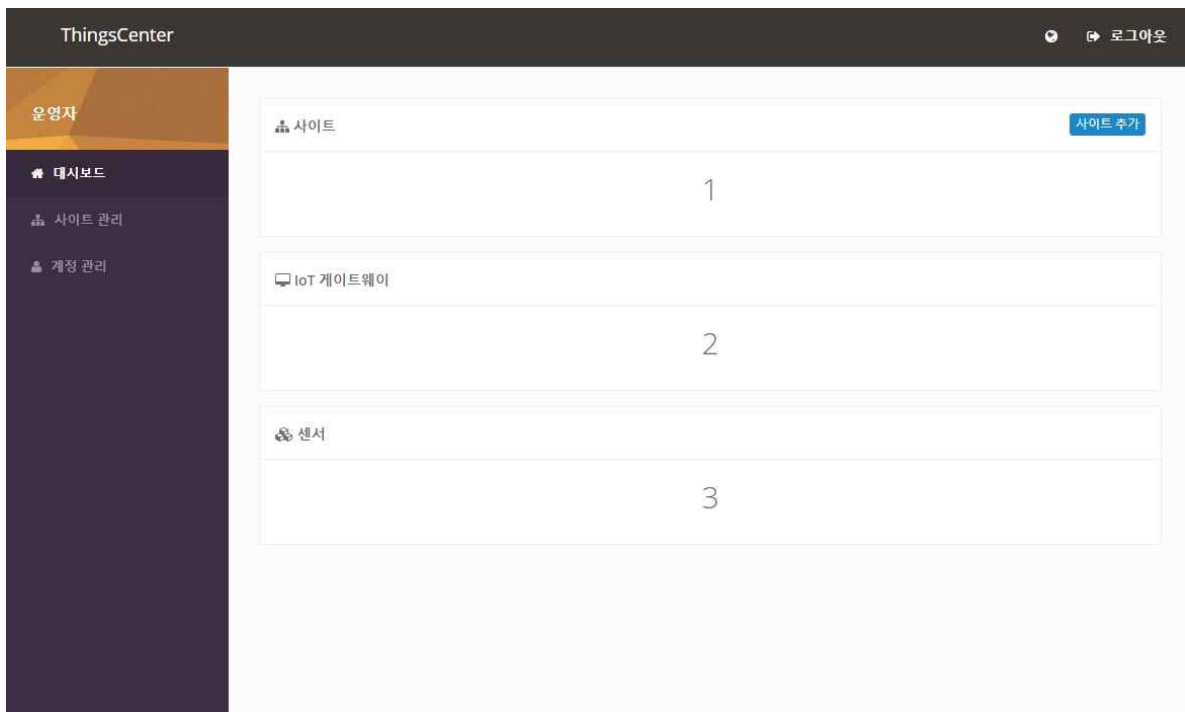 ThingsCenter
로그아웃
운영자
대시보드
사이트 관리
계정 관리
사이트
사이트 추가
1
IoT 게이트웨이
2
센서
3